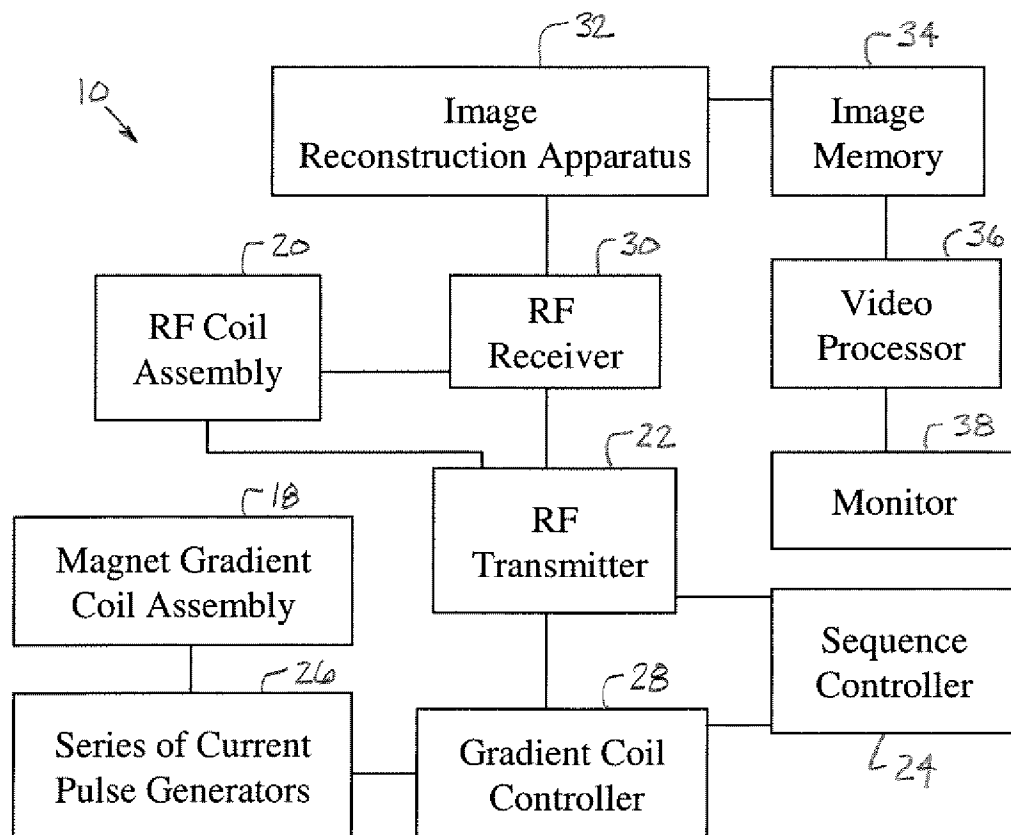 32
34
10
Image
Reconstruction Apparatus
Image
Memory
20
30
36
RF Coil
Assembly
RF
Receiver
Video
Processor
22
38
18
RF
Transmitter
Monitor
Magnet Gradient
Coil Assembly
Sequence
Controller
26
28
24
Series of Current
Pulse Generators
Gradient Coil
Controller